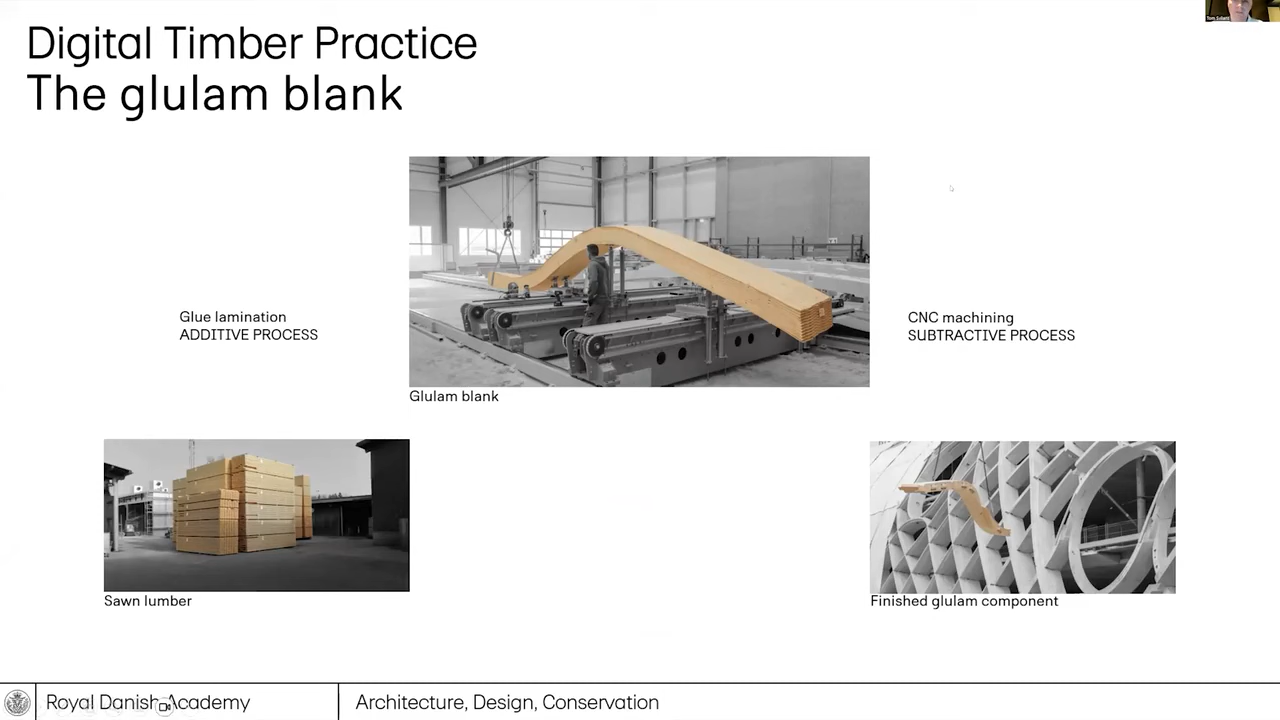 Digital Timber Practice
The glulam blank
Glue lamination
ADDITIVE PROCESS
CNC machining
SUBTRACTIVE PROCESS
Glulam blank
Sawn lumber
Finished glulam component
Royal Danish Academy
Architecture, Design, Conservation